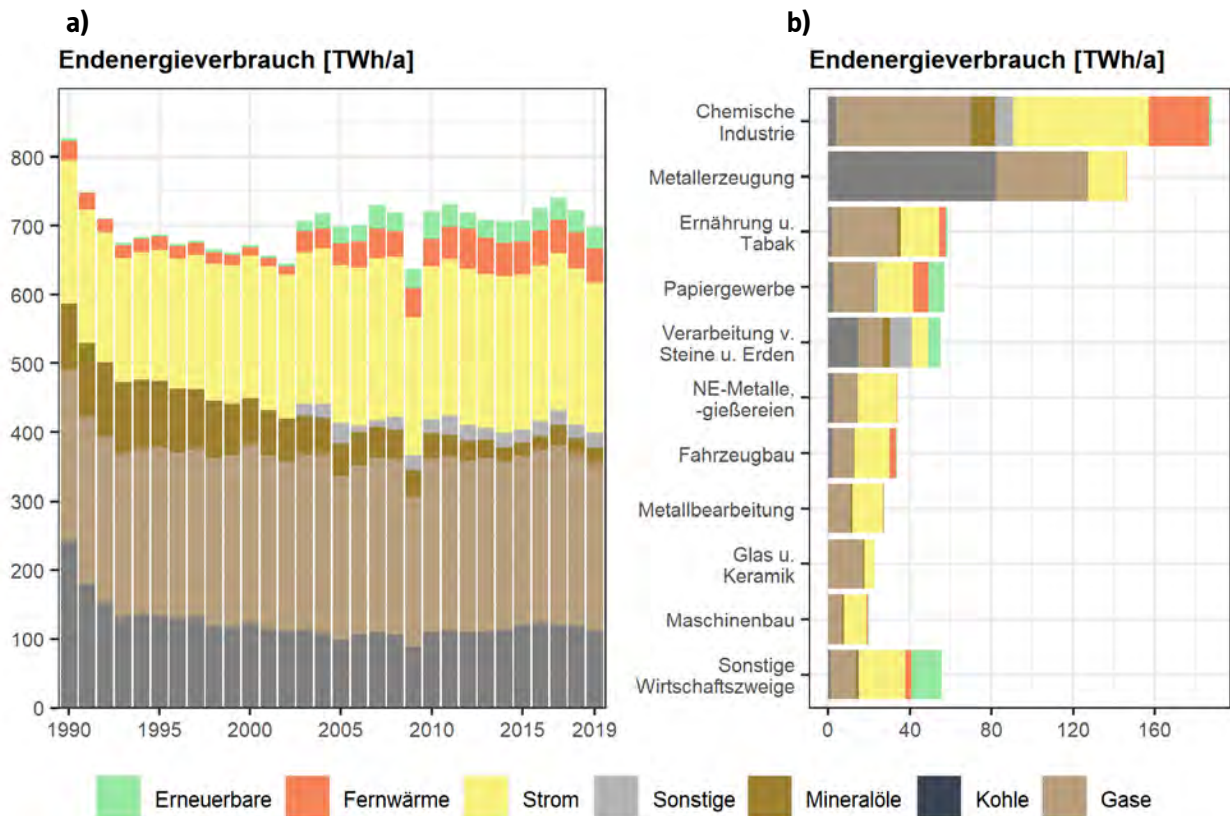 a)
Endenergieverbrauch [TWh/a]
800
700
600
500
400
300
200
100
0
1990
1995
2000
2005
2010
2015
2019
b)
Endenergieverbrauch [TWh/a]
Chemische
Industrie
Metallerzeugung
Ernährung u.
Tabak
Papiergewerbe
Verarbeitung v.
Steine u. Erden
NE-Metalle,
-gießereien
Fahrzeugbau
Metallbearbeitung
Glas u.
Keramik
Maschinenbau
Sonstige
Wirtschaftszweige
0
40
80
120
160
Erneuerbare
Fernwärme
Strom
Sonstige
Mineralöle
Kohle
Gase